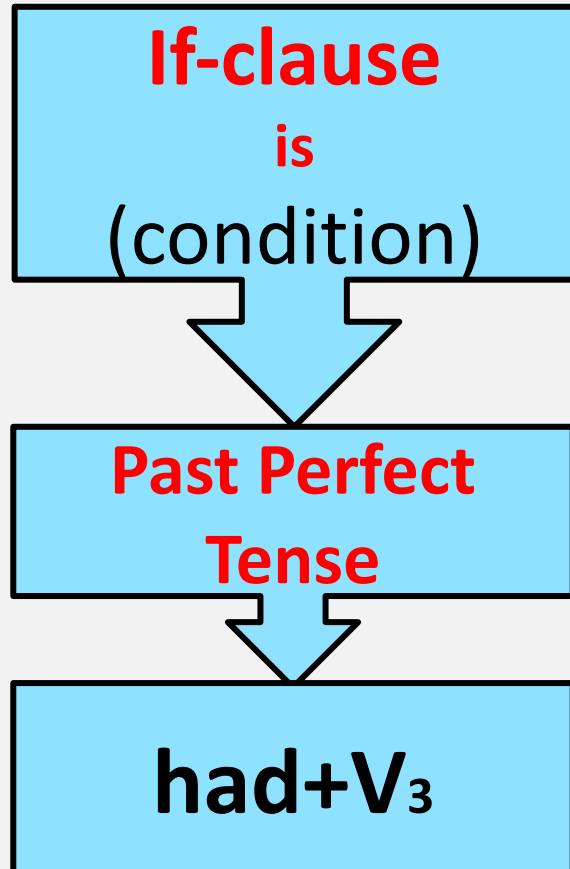 If-clause
is
(condition)
Past Perfect
Tense
had+V₃